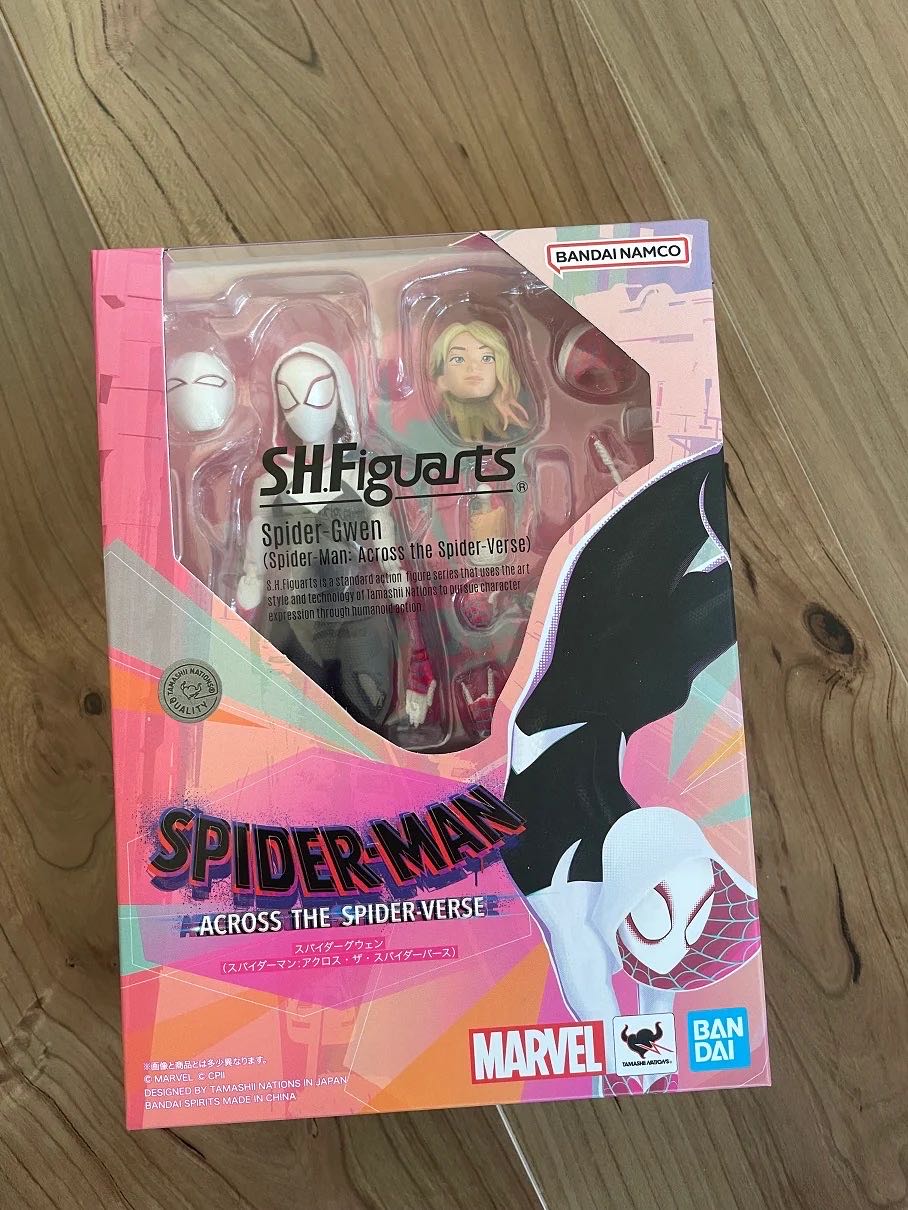 BANDAI NAMCO
S.H.Figuarts®
Spider-Gwen
(Spider-Man: Across the Spider-Verse)
S.H.Figuarts is a standard action figure series that uses the art
style and technology of Tamashii Nations to pursue character
expression through humanoid action.
TAMASHII NATIONS
QUALITY
SPIDER-MAN
ACROSS THE SPIDER-VERSE
スパイダーグウェン
(スパイダーマン:アクロス・ザ・スパイダーバース)
※画像と商品とは多少異なります。
© MARVEL © CPII
DESIGNED BY TAMASHII NATIONS IN JAPAN
BANDAI SPIRITS MADE IN CHINA
MARVEL
TAMASHII NATIONS®
BAN
DAI